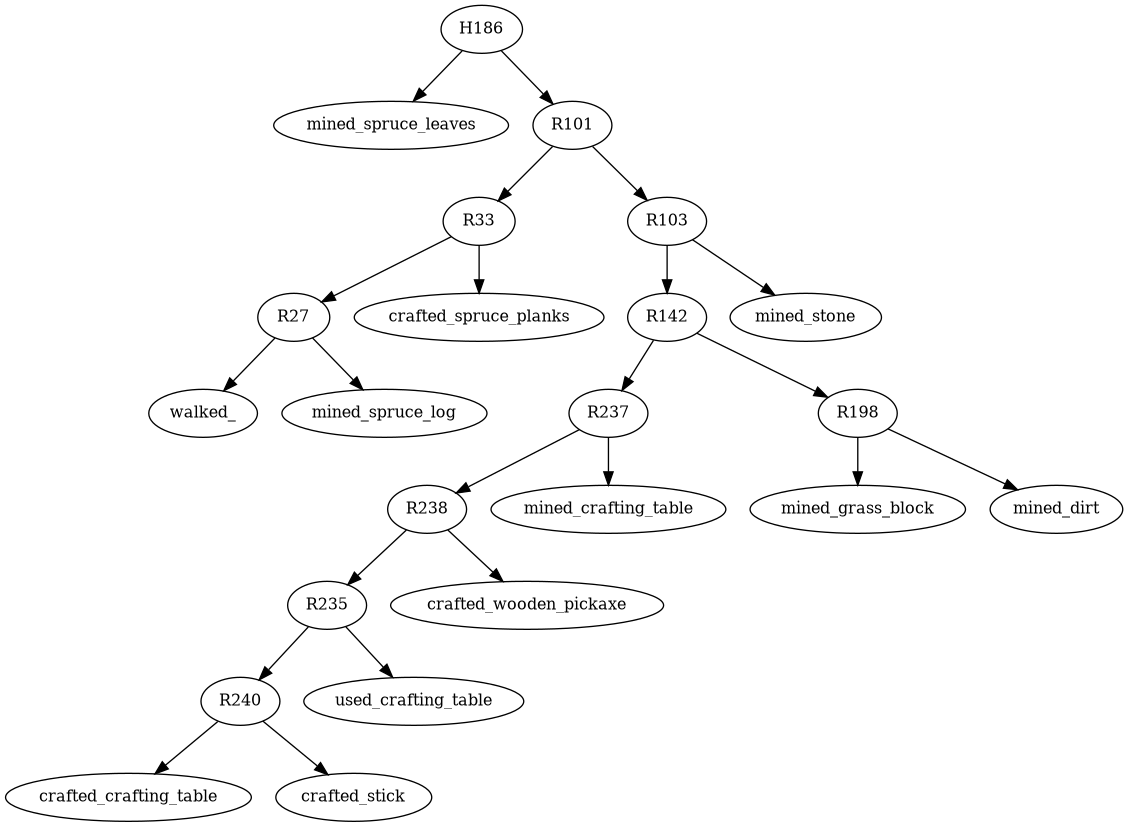 H186
mined_spruce_leaves
R101
R33
R103
R27
crafted_spruce_planks
R142
mined_stone
walked_
mined_spruce_log
R237
R198
R238
mined_crafting_table
mined_grass_block
mined_dirt
R235
crafted_wooden_pickaxe
R240
used_crafting_table
crafted_crafting_table
crafted_stick